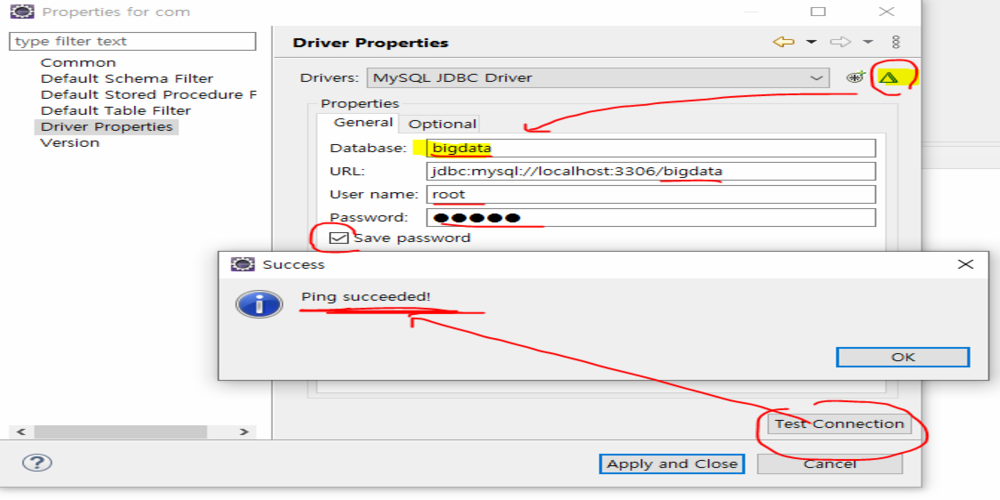 Properties for com
type filter text
Common
Default Schema Filter
Default Stored Procedure F
Default Table Filter
Driver Properties
Version
Driver Properties
Drivers: MySQL JDBC Driver
Properties
General Optional
Database: bigdata
URL: jdbc:mysql://localhost:3306/bigdata
User name: root
Password: ●●●●●
Save password
Success
Ping succeeded!
OK
Test Connection
Apply and Close Cancel